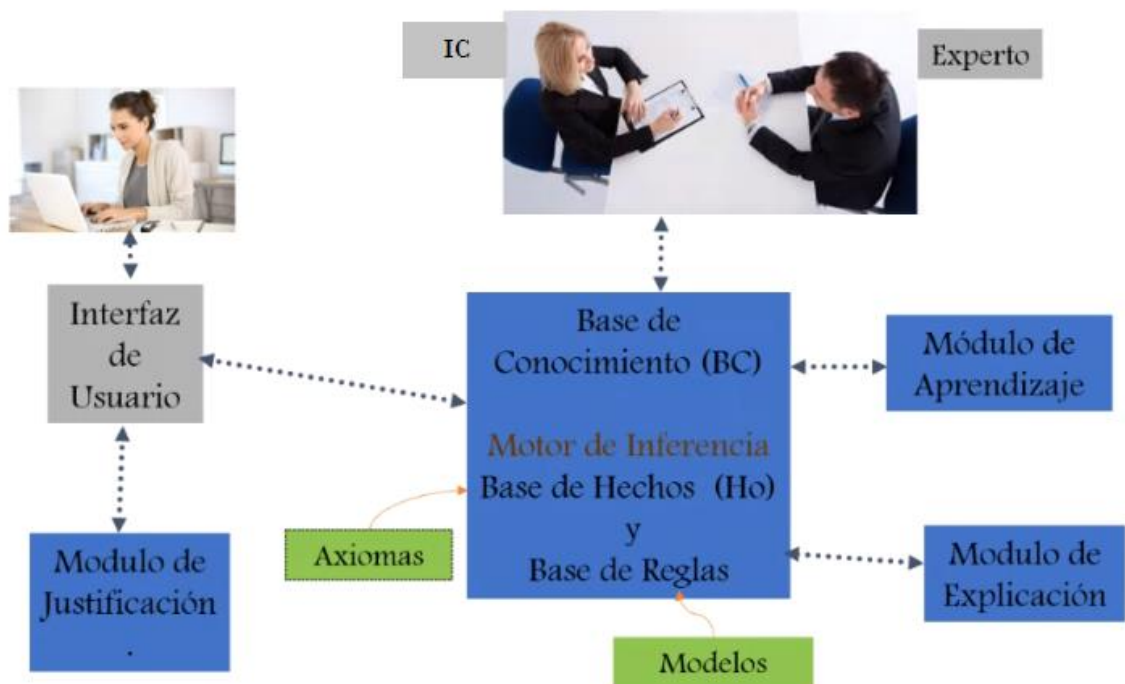 IC
Experto
Interfaz
de
Usuario
Base de
Conocimiento (BC)
Motor de Inferencia
Base de Hechos (Ho)
y
Base de Reglas
Módulo de
Aprendizaje
Axiomas
Modulo de
Justificación
.
Modulo de
Explicación
Modelos